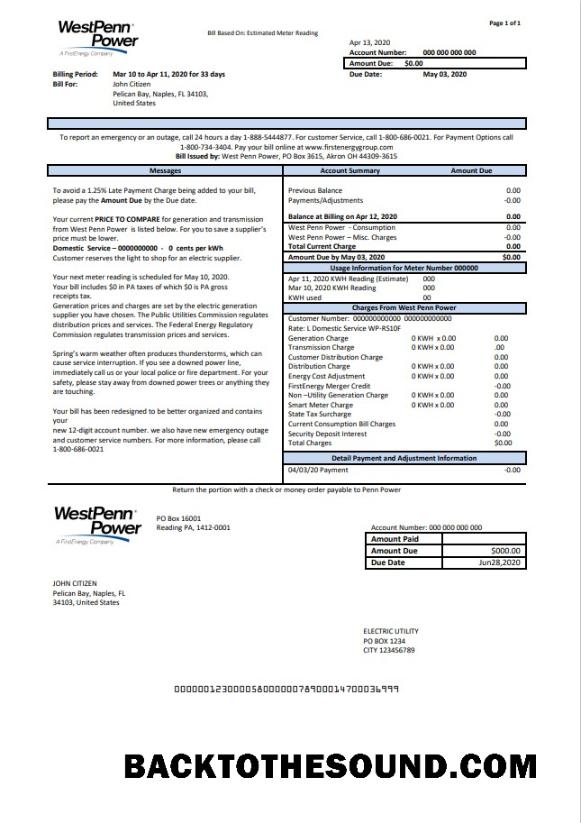 Page 1 of 1
WestPenn
Power
A FirstEnergy Company
Bill Based On: Estimated Meter Reading
Apr 13, 2020
Account Number: 000 000 000 000
Amount Due: $0.00
Due Date: May 03, 2020
Billing Period: Mar 10 to Apr 11, 2020 for 33 days
Bill For: John Citizen
Pelican Bay, Naples, FL 34103,
United States
To report an emergency or an outage, call 24 hours a day 1-888-5444877. For customer Service, call 1-800-686-0021. For Payment Options call
1-800-734-3404. Pay your bill online at www.firstenergygroup.com
Bill Issued by: West Penn Power, PO Box 3615, Akron OH 44309-3615
Messages
To avoid a 1.25% Late Payment Charge being added to your bill,
please pay the Amount Due by the Due date.
Your current PRICE TO COMPARE for generation and transmission
from West Penn Power is listed below. For you to save a supplier's
price must be lower.
Domestic Service – 0000000000 - 0 cents per kWh
Customer reserves the light to shop for an electric supplier.
Your next meter reading is scheduled for May 10, 2020.
Your bill includes $0 in PA taxes of which $0 is PA gross
receipts tax.
Generation prices and charges are set by the electric generation
supplier you have chosen. The Public Utilities Commission regulates
distribution prices and services. The Federal Energy Regulatory
Commission regulates transmission prices and services.
Spring's warm weather often produces thunderstorms, which can
cause service interruption. If you see a downed power line,
immediately call us or your local police or fire department. For your
safety, please stay away from downed power trees or anything they
are touching.
Your bill has been redesigned to be better organized and contains
your
new 12-digit account number. we also have new emergency outage
and customer service numbers. For more information, please call
1-800-686-0021
Account Summary Amount Due
Previous Balance 0.00
Payments/Adjustments -0.00
Balance at Billing on Apr 12, 2020 0.00
West Penn Power - Consumption 0.00
West Penn Power – Misc. Charges -0.00
Total Current Charge 0.00
Amount Due by May 03, 2020 $0.00
Usage Information for Meter Number 000000
Apr 11, 2020 KWH Reading (Estimate) 000
Mar 10, 2020 KWH Reading 000
KWH used 00
Charges From West Penn Power
Customer Number: 000000000000 000000000000
Rate: L Domestic Service WP-RS10F
Generation Charge 0 KWH x 0.00 0.00
Transmission Charge 0 KWH x 0.00 .00
Customer Distribution Charge 0.00
Distribution Charge 0 KWH x 0.00 0.00
Energy Cost Adjustment 0 KWH x 0.00 0.00
FirstEnergy Merger Credit -0.00
Non –Utility Generation Charge 0 KWH x 0.00 0.00
Smart Meter Charge 0 KWH x 0.00 0.00
State Tax Surcharge -0.00
Current Consumption Bill Charges 0.00
Security Deposit Interest -0.00
Total Charges $0.00
Detail Payment and Adjustment Information
04/03/20 Payment -0.00
Return the portion with a check or money order payable to Penn Power
WestPenn
Power
A FirstEnergy Company
PO Box 16001
Reading PA, 1412-0001
Account Number: 000 000 000 000
Amount Paid
Amount Due $000.00
Due Date Jun28,2020
JOHN CITIZEN
Pelican Bay, Naples, FL
34103, United States
ELECTRIC UTILITY
PO BOX 1234
CITY 123456789
BACKTOTHESOUND.COM